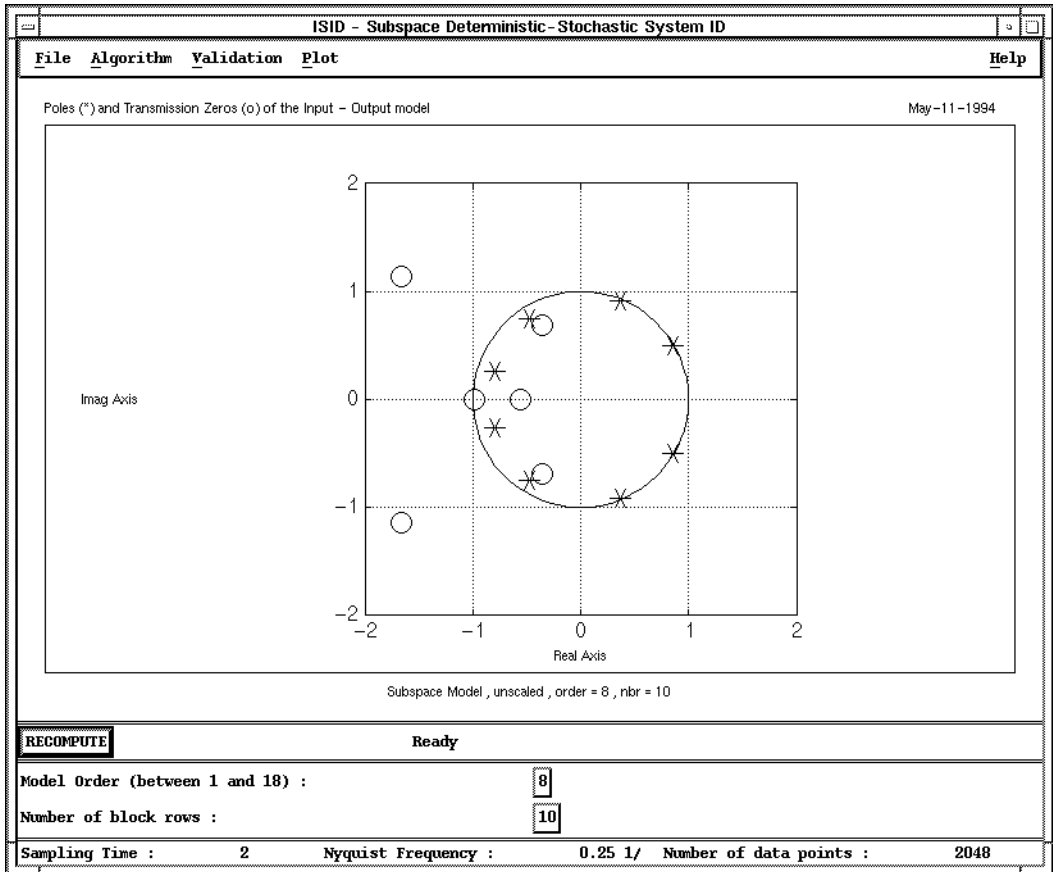 ISID - Subspace Deterministic-Stochastic System ID
File Algorithm Validation Plot Help
Poles (*) and Transmission Zeros (o) of the Input - Output model May-11-1994
2
1
0
-1
-2
Imag Axis
-2 -1 0 1 2
Real Axis
Subspace Model , unscaled , order = 8 , nbr = 10
RECOMPUTE Ready
Model Order (between 1 and 18) : 8
Number of block rows : 10
Sampling Time : 2 Nyquist Frequency : 0.25 1/ Number of data points : 2048